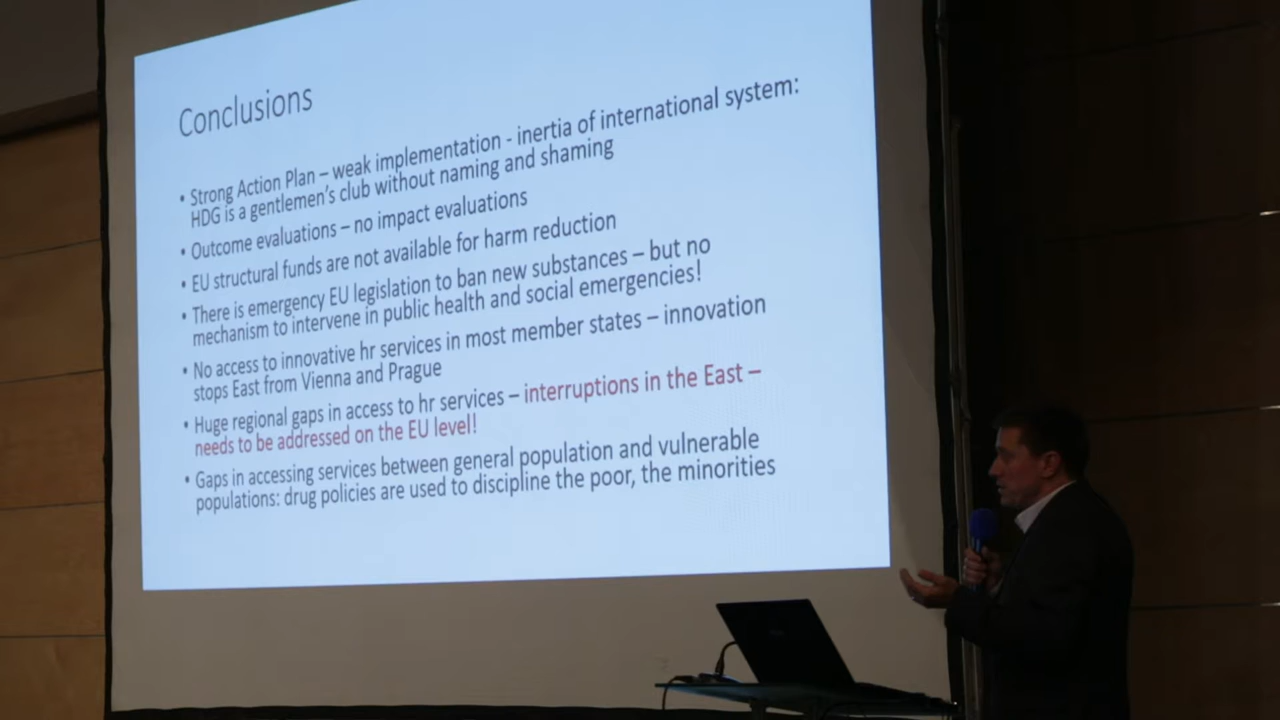 Conclusions
• Strong Action Plan – weak implementation - inertia of international system:
HDG is a gentlemen's club without naming and shaming
• Outcome evaluations – no impact evaluations
• EU structural funds are not available for harm reduction
• There is emergency EU legislation to ban new substances – but no
mechanism to intervene in public health and social emergencies!
• No access to innovative hr services in most member states – innovation
stops East from Vienna and Prague
• Huge regional gaps in access to hr services – interruptions in the East –
needs to be addressed on the EU level!
• Gaps in accessing services between general population and vulnerable
populations: drug policies are used to discipline the poor, the minorities